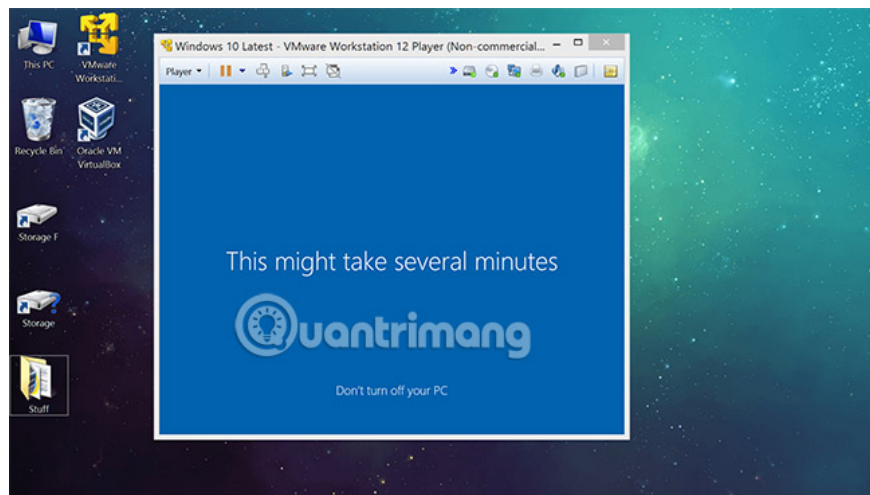 This PC
VMware
Workstati...
Recycle Bin
Oracle VM
VirtualBox
Storage F
Storage
Stuff
Windows 10 Latest - VMware Workstation 12 Player (Non-commercial...
Player
This might take several minutes
Quantrimang
Don't turn off your PC